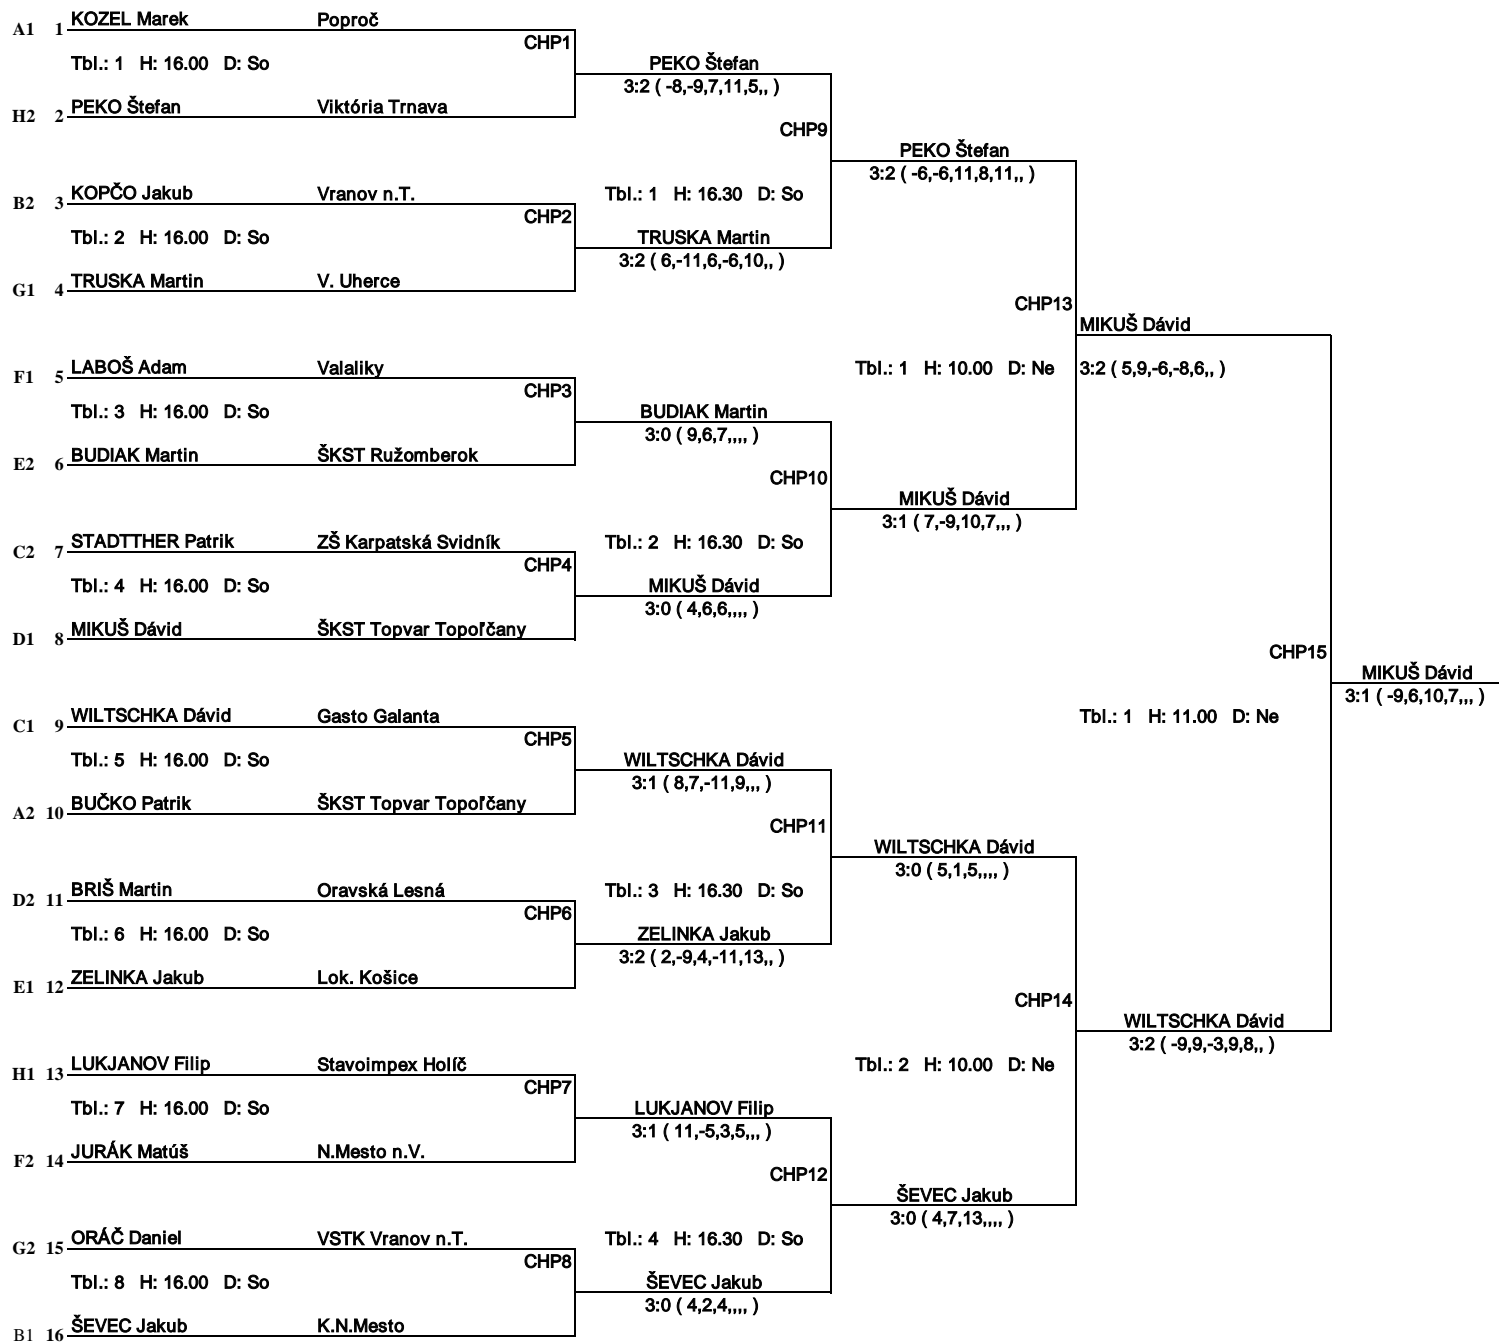 KOZEL Marek Poproč
A1 1
CHP1
Tbl.: 1 H: 16.00 D: So
PEKO Štefan
3:2 ( -8,-9,7,11,5,, )
PEKO Štefan Viktória Trnava
H2 2
CHP9
PEKO Štefan
3:2 ( -6,-6,11,8,11,, )
KOPČO Jakub Vranov n.T.
B2 3
Tbl.: 1 H: 16.30 D: So
CHP2
Tbl.: 2 H: 16.00 D: So
TRUSKA Martin
3:2 ( 6,-11,6,-6,10,, )
TRUSKA Martin V. Uherce
G1 4
CHP13
MIKUŠ Dávid
3:2 ( 5,9,-6,-8,6,, )
Tbl.: 1 H: 10.00 D: Ne
LABOŠ Adam Valaliky
F1 5
CHP3
Tbl.: 3 H: 16.00 D: So
BUDIAK Martin
3:0 ( 9,6,7,,,, )
BUDIAK Martin ŠKST Ružomberok
E2 6
CHP10
MIKUŠ Dávid
3:1 ( 7,-9,10,7,,, )
STADTTHER Patrik ZŠ Karpatská Svidník
C2 7
Tbl.: 2 H: 16.30 D: So
CHP4
Tbl.: 4 H: 16.00 D: So
MIKUŠ Dávid
3:0 ( 4,6,6,,,, )
MIKUŠ Dávid ŠKST Topvar Topoľčany
D1 8
CHP15
MIKUŠ Dávid
3:1 ( -9,6,10,7,,, )
Tbl.: 1 H: 11.00 D: Ne
WILTSCHKA Dávid Gasto Galanta
C1 9
CHP5
Tbl.: 5 H: 16.00 D: So
WILTSCHKA Dávid
3:1 ( 8,7,-11,9,,, )
BUČKO Patrik ŠKST Topvar Topoľčany
A2 10
CHP11
WILTSCHKA Dávid
3:0 ( 5,1,5,,,, )
BRIŠ Martin Oravská Lesná
D2 11
Tbl.: 3 H: 16.30 D: So
CHP6
Tbl.: 6 H: 16.00 D: So
ZELINKA Jakub
3:2 ( 2,-9,4,-11,13,, )
ZELINKA Jakub Lok. Košice
E1 12
CHP14
WILTSCHKA Dávid
3:2 ( -9,9,-3,9,8,, )
Tbl.: 2 H: 10.00 D: Ne
LUKJANOV Filip Stavoimpex Holíč
H1 13
CHP7
Tbl.: 7 H: 16.00 D: So
LUKJANOV Filip
3:1 ( 11,-5,3,5,,, )
JURÁK Matúš N.Mesto n.V.
F2 14
CHP12
ŠEVEC Jakub
3:0 ( 4,7,13,,,, )
ORÁČ Daniel VSTK Vranov n.T.
G2 15
Tbl.: 4 H: 16.30 D: So
CHP8
Tbl.: 8 H: 16.00 D: So
ŠEVEC Jakub
3:0 ( 4,2,4,,,, )
ŠEVEC Jakub K.N.Mesto
B1 16